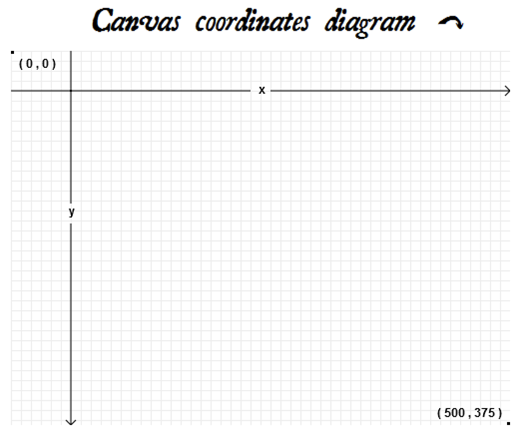 Canvas coordinates diagram
( 0 , 0 )
x
y
( 500 , 375 )